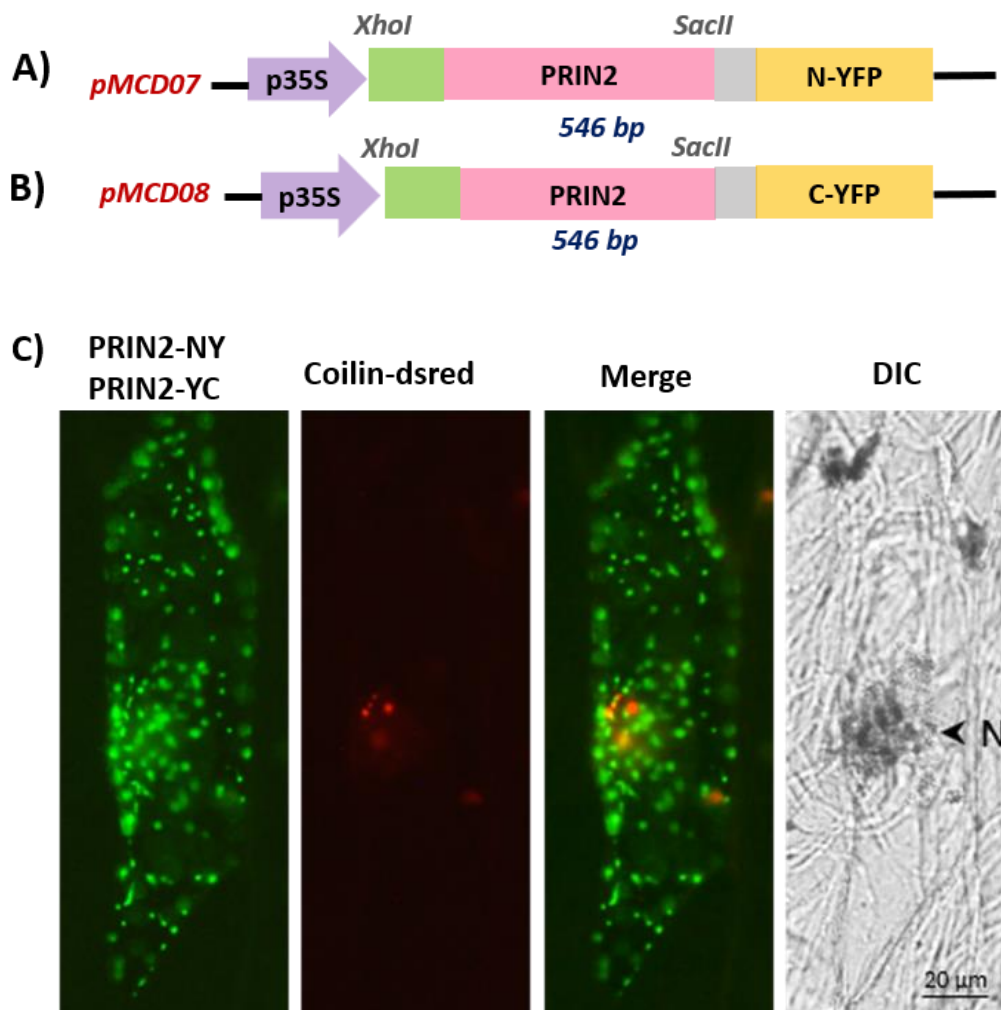 A)
XhoI
SacII
pMCD07
p35S
PRIN2
N-YFP
546 bp
B)
XhoI
SacII
pMCD08
p35S
PRIN2
C-YFP
546 bp
C)
PRIN2-NY
PRIN2-YC
Coilin-dsred
Merge
DIC
N
20 µm